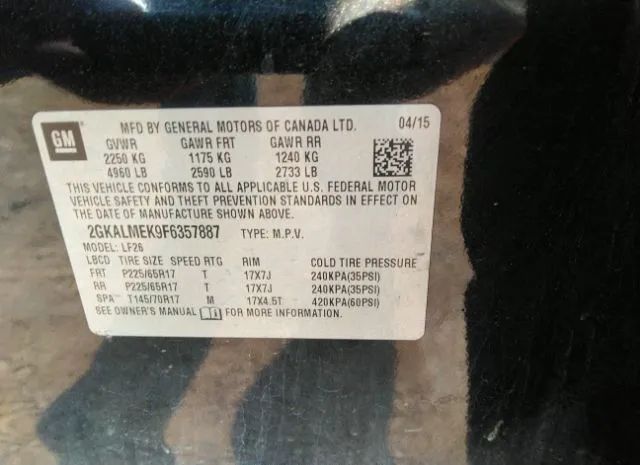 GM
MFD BY GENERAL MOTORS OF CANADA LTD. 04/15
GVWR GAWR FRT GAWR RR
2250 KG 1175 KG 1240 KG
4960 LB 2590 LB 2733 LB
THIS VEHICLE CONFORMS TO ALL APPLICABLE U.S. FEDERAL MOTOR
VEHICLE SAFETY AND THEFT PREVENTION STANDARDS IN EFFECT ON
THE DATE OF MANUFACTURE SHOWN ABOVE.
2GKALMEK9F6357887 TYPE: M.P.V.
MODEL: LF26
LBCD TIRE SIZE SPEED RTG RIM COLD TIRE PRESSURE
FRT P225/65R17 T 17X7J 240KPA(35PSI)
RR P225/65R17 T 17X7J 240KPA(35PSI)
SPA T145/70R17 M 17X4.5T 420KPA(60PSI)
SEE OWNER'S MANUAL FOR MORE INFORMATION.